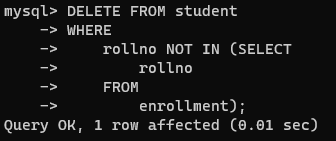 mysql> DELETE FROM student
    -> WHERE
    ->     rollno NOT IN (SELECT
    ->         rollno
    ->     FROM
    ->         enrollment);
Query OK, 1 row affected (0.01 sec)